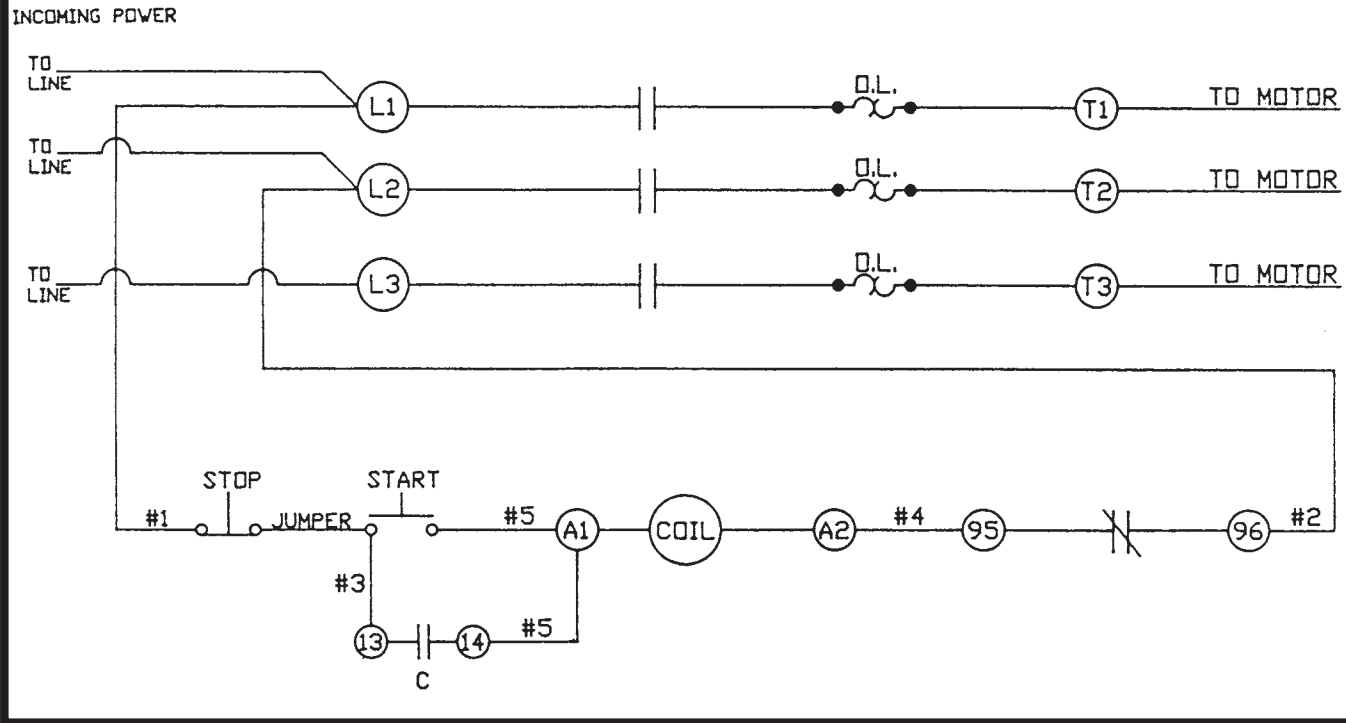 INCOMING POWER
TO
LINE
L1
O.L.
T1
TO MOTOR
TO
LINE
L2
O.L.
T2
TO MOTOR
TO
LINE
L3
O.L.
T3
TO MOTOR
STOP
START
#1
JUMPER
#5
A1
COIL
A2
#4
95
96
#2
#3
13
14
#5
C